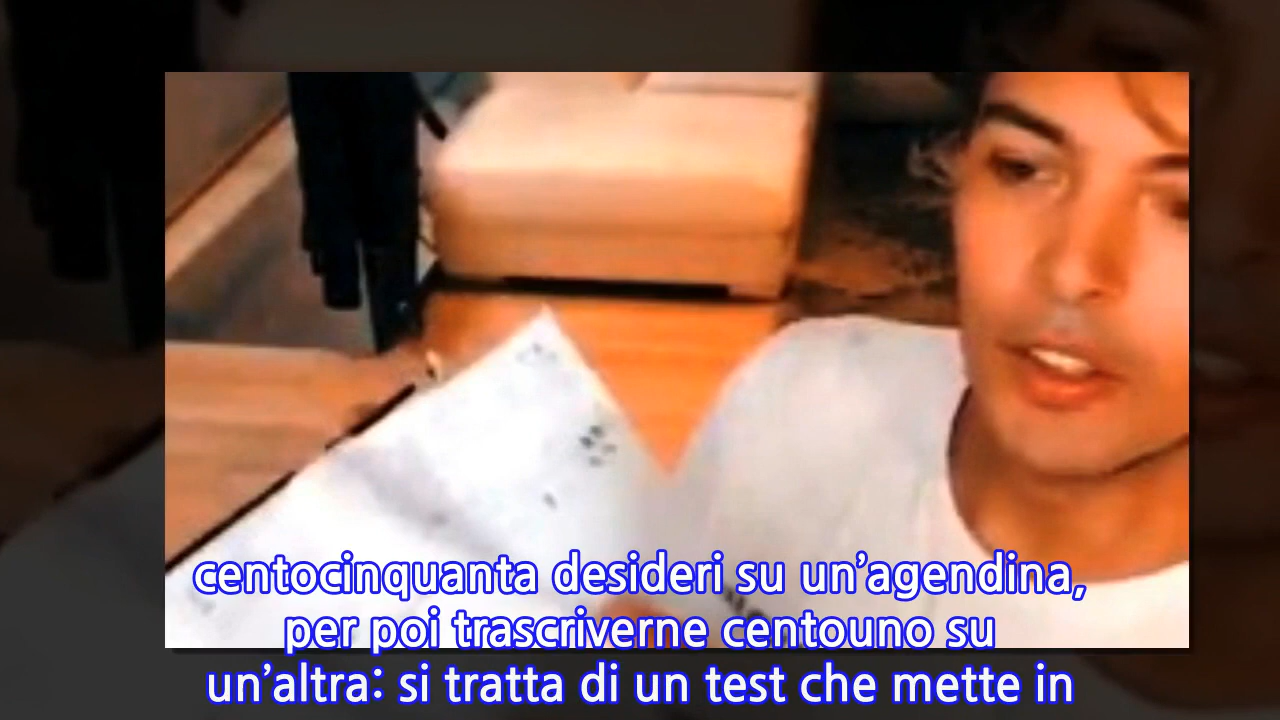 centocinquanta desideri su un’agendina,
per poi trascriverne centouno su
un’altra: si tratta di un test che mette in